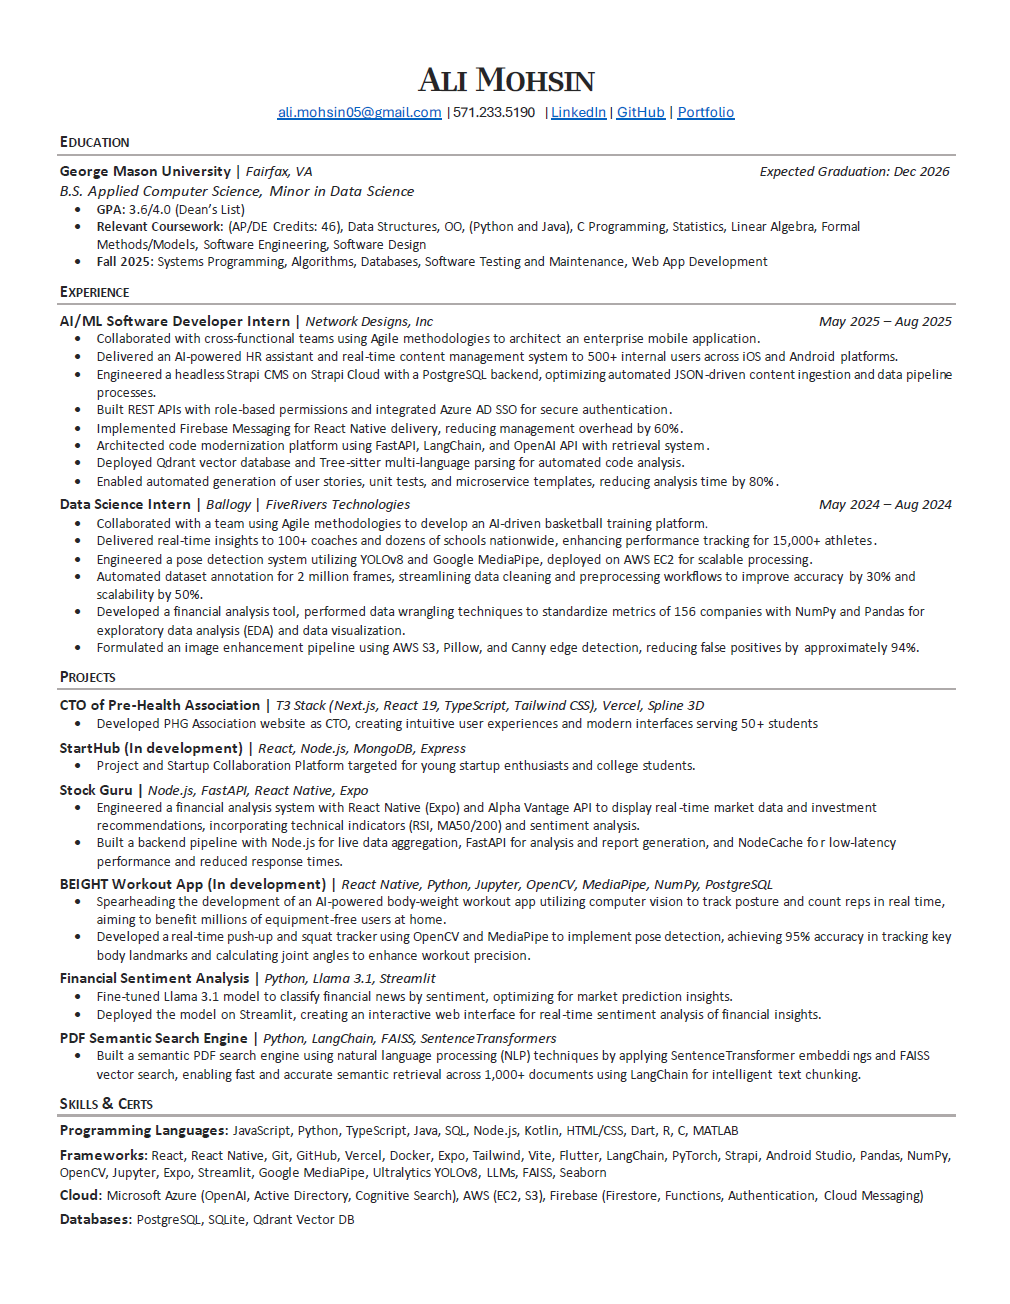 ALI MOHSIN
ali.mohsin05@gmail.com | 571.233.5190 | LinkedIn | GitHub | Portfolio
EDUCATION
George Mason University | Fairfax, VA Expected Graduation: Dec 2026
B.S. Applied Computer Science, Minor in Data Science
• GPA: 3.6/4.0 (Dean's List)
• Relevant Coursework: (AP/DE Credits: 46), Data Structures, OO, (Python and Java), C Programming, Statistics, Linear Algebra, Formal
Methods/Models, Software Engineering, Software Design
• Fall 2025: Systems Programming, Algorithms, Databases, Software Testing and Maintenance, Web App Development
EXPERIENCE
AI/ML Software Developer Intern | Network Designs, Inc May 2025 – Aug 2025
• Collaborated with cross-functional teams using Agile methodologies to architect an enterprise mobile application.
• Delivered an AI-powered HR assistant and real-time content management system to 500+ internal users across iOS and Android platforms.
• Engineered a headless Strapi CMS on Strapi Cloud with a PostgreSQL backend, optimizing automated JSON-driven content ingestion and data pipeline
processes.
• Built REST APIs with role-based permissions and integrated Azure AD SSO for secure authentication.
• Implemented Firebase Messaging for React Native delivery, reducing management overhead by 60%.
• Architected code modernization platform using FastAPI, LangChain, and OpenAI API with retrieval system.
• Deployed Qdrant vector database and Tree-sitter multi-language parsing for automated code analysis.
• Enabled automated generation of user stories, unit tests, and microservice templates, reducing analysis time by 80%.
Data Science Intern | Ballogy | FiveRivers Technologies May 2024 – Aug 2024
• Collaborated with a team using Agile methodologies to develop an AI-driven basketball training platform.
• Delivered real-time insights to 100+ coaches and dozens of schools nationwide, enhancing performance tracking for 15,000+ athletes.
• Engineered a pose detection system utilizing YOLOv8 and Google MediaPipe, deployed on AWS EC2 for scalable processing.
• Automated dataset annotation for 2 million frames, streamlining data cleaning and preprocessing workflows to improve accuracy by 30% and
scalability by 50%.
• Developed a financial analysis tool, performed data wrangling techniques to standardize metrics of 156 companies with NumPy and Pandas for
exploratory data analysis (EDA) and data visualization.
• Formulated an image enhancement pipeline using AWS S3, Pillow, and Canny edge detection, reducing false positives by approximately 94%.
PROJECTS
CTO of Pre-Health Association | T3 Stack (Next.js, React 19, TypeScript, Tailwind CSS), Vercel, Spline 3D
• Developed PHG Association website as CTO, creating intuitive user experiences and modern interfaces serving 50+ students
StartHub (In development) | React, Node.js, MongoDB, Express
• Project and Startup Collaboration Platform targeted for young startup enthusiasts and college students.
Stock Guru | Node.js, FastAPI, React Native, Expo
• Engineered a financial analysis system with React Native (Expo) and Alpha Vantage API to display real-time market data and investment
recommendations, incorporating technical indicators (RSI, MA50/200) and sentiment analysis.
• Built a backend pipeline with Node.js for live data aggregation, FastAPI for analysis and report generation, and NodeCache for low-latency
performance and reduced response times.
BEIGHT Workout App (In development) | React Native, Python, Jupyter, OpenCV, MediaPipe, NumPy, PostgreSQL
• Spearheading the development of an AI-powered body-weight workout app utilizing computer vision to track posture and count reps in real time,
aiming to benefit millions of equipment-free users at home.
• Developed a real-time push-up and squat tracker using OpenCV and MediaPipe to implement pose detection, achieving 95% accuracy in tracking key
body landmarks and calculating joint angles to enhance workout precision.
Financial Sentiment Analysis | Python, Llama 3.1, Streamlit
• Fine-tuned Llama 3.1 model to classify financial news by sentiment, optimizing for market prediction insights.
• Deployed the model on Streamlit, creating an interactive web interface for real-time sentiment analysis of financial insights.
PDF Semantic Search Engine | Python, LangChain, FAISS, SentenceTransformers
• Built a semantic PDF search engine using natural language processing (NLP) techniques by applying SentenceTransformer embeddings and FAISS
vector search, enabling fast and accurate semantic retrieval across 1,000+ documents using LangChain for intelligent text chunking.
SKILLS & CERTS
Programming Languages: JavaScript, Python, TypeScript, Java, SQL, Node.js, Kotlin, HTML/CSS, Dart, R, C, MATLAB
Frameworks: React, React Native, Git, GitHub, Vercel, Docker, Expo, Tailwind, Vite, Flutter, LangChain, PyTorch, Strapi, Android Studio, Pandas, NumPy,
OpenCV, Jupyter, Expo, Streamlit, Google MediaPipe, Ultralytics YOLOv8, LLMs, FAISS, Seaborn
Cloud: Microsoft Azure (OpenAI, Active Directory, Cognitive Search), AWS (EC2, S3), Firebase (Firestore, Functions, Authentication, Cloud Messaging)
Databases: PostgreSQL, SQLite, Qdrant Vector DB